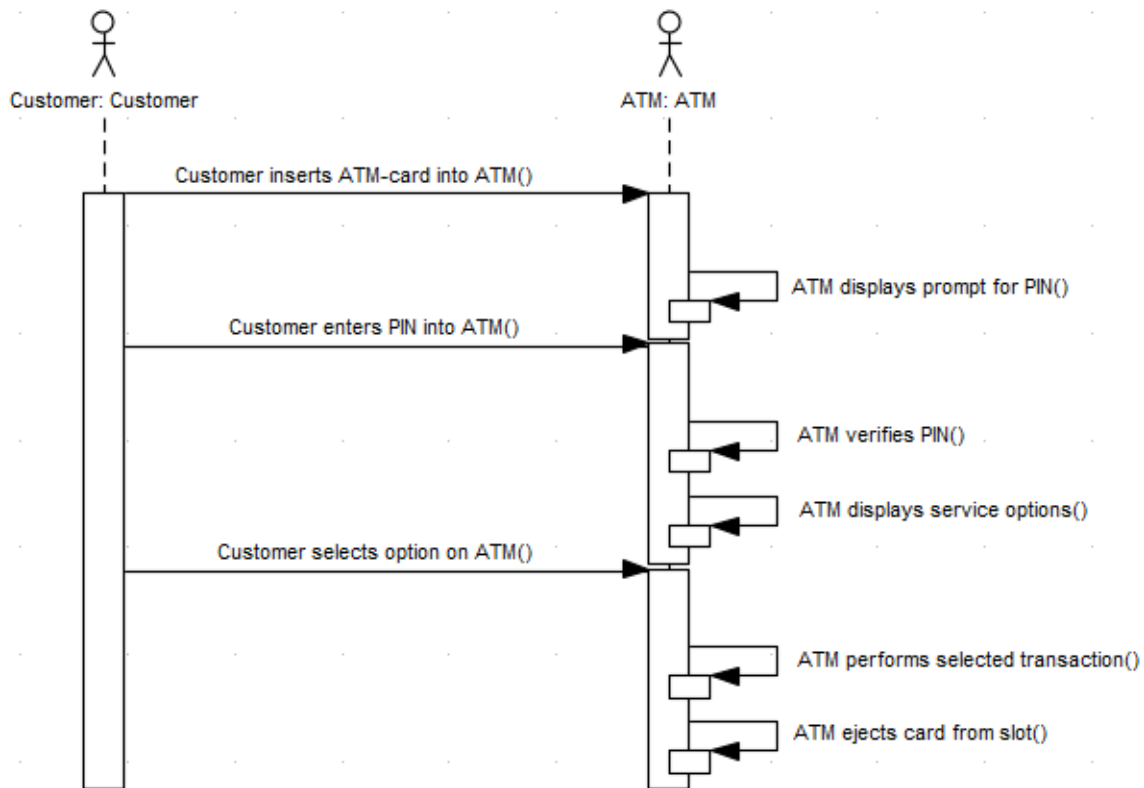 Customer: Customer
ATM: ATM
Customer inserts ATM-card into ATM()
ATM displays prompt for PIN()
Customer enters PIN into ATM()
ATM verifies PIN()
ATM displays service options()
Customer selects option on ATM()
ATM performs selected transaction()
ATM ejects card from slot()